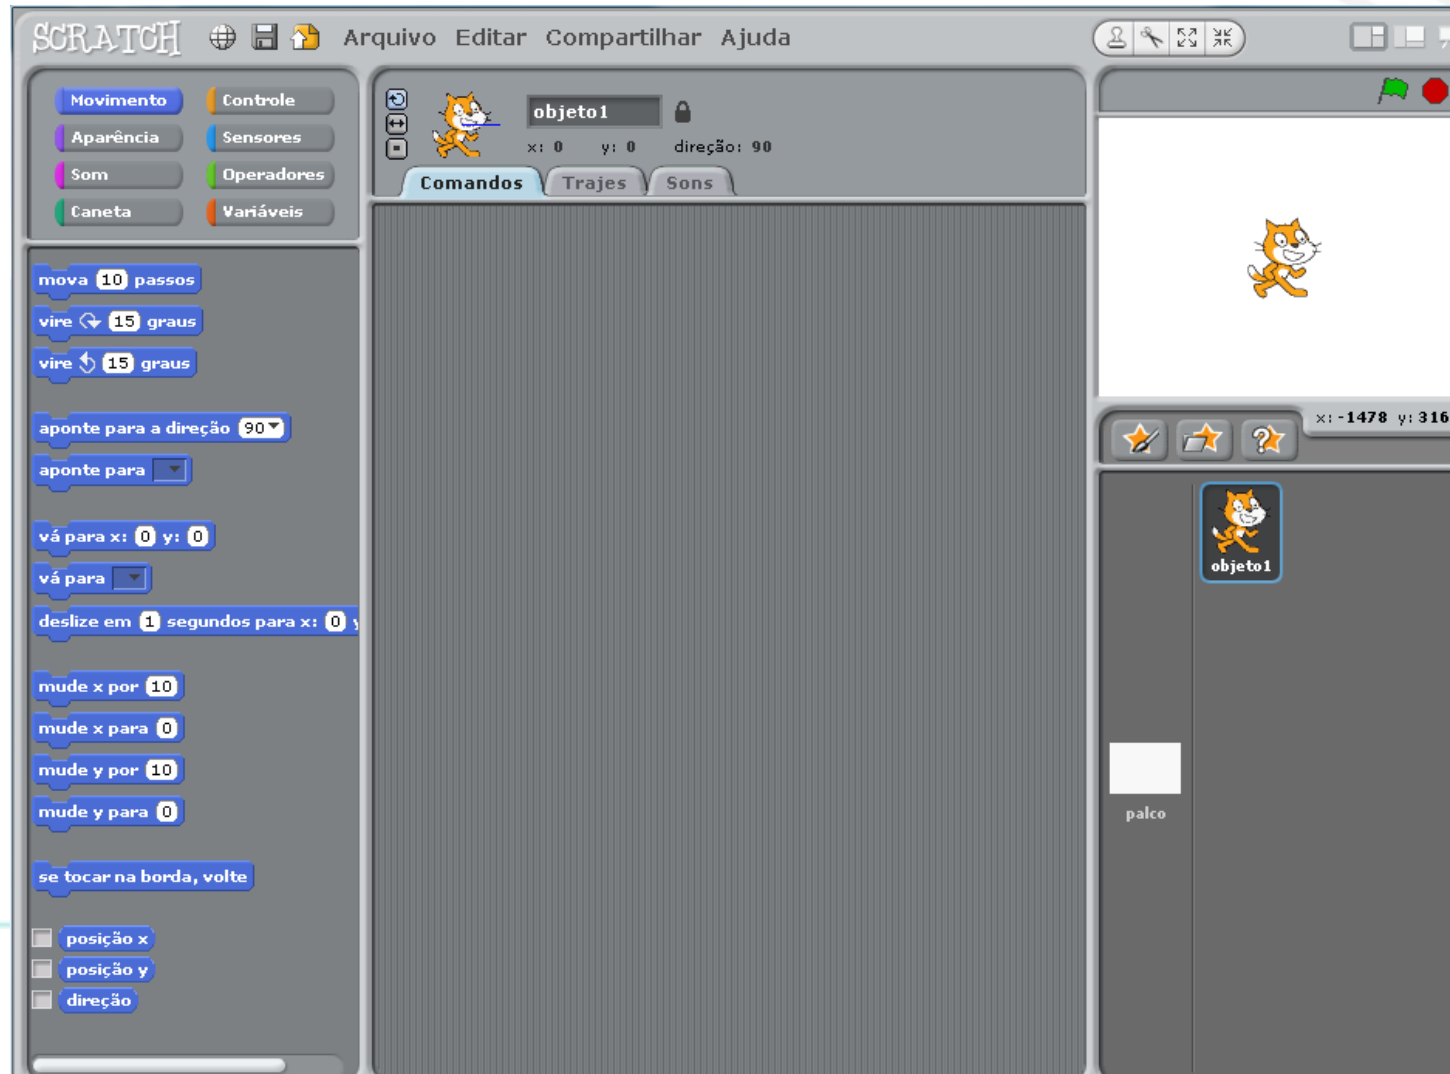 SCRATCH Arquivo Editar Compartilhar Ajuda
Movimento Controle
Aparência Sensores
Som Operadores
Caneta Variáveis
mova 10 passos
vire 15 graus
vire 15 graus
aponte para a direção 90
aponte para
vá para x: 0 y: 0
vá para
deslize em 1 segundos para x: 0 y
mude x por 10
mude x para 0
mude y por 10
mude y para 0
se tocar na borda, volte
posição x
posição y
direção
objeto1
x: 0 y: 0 direção: 90
Comandos Trajes Sons
x: -1478 y: 316
objeto1
palco